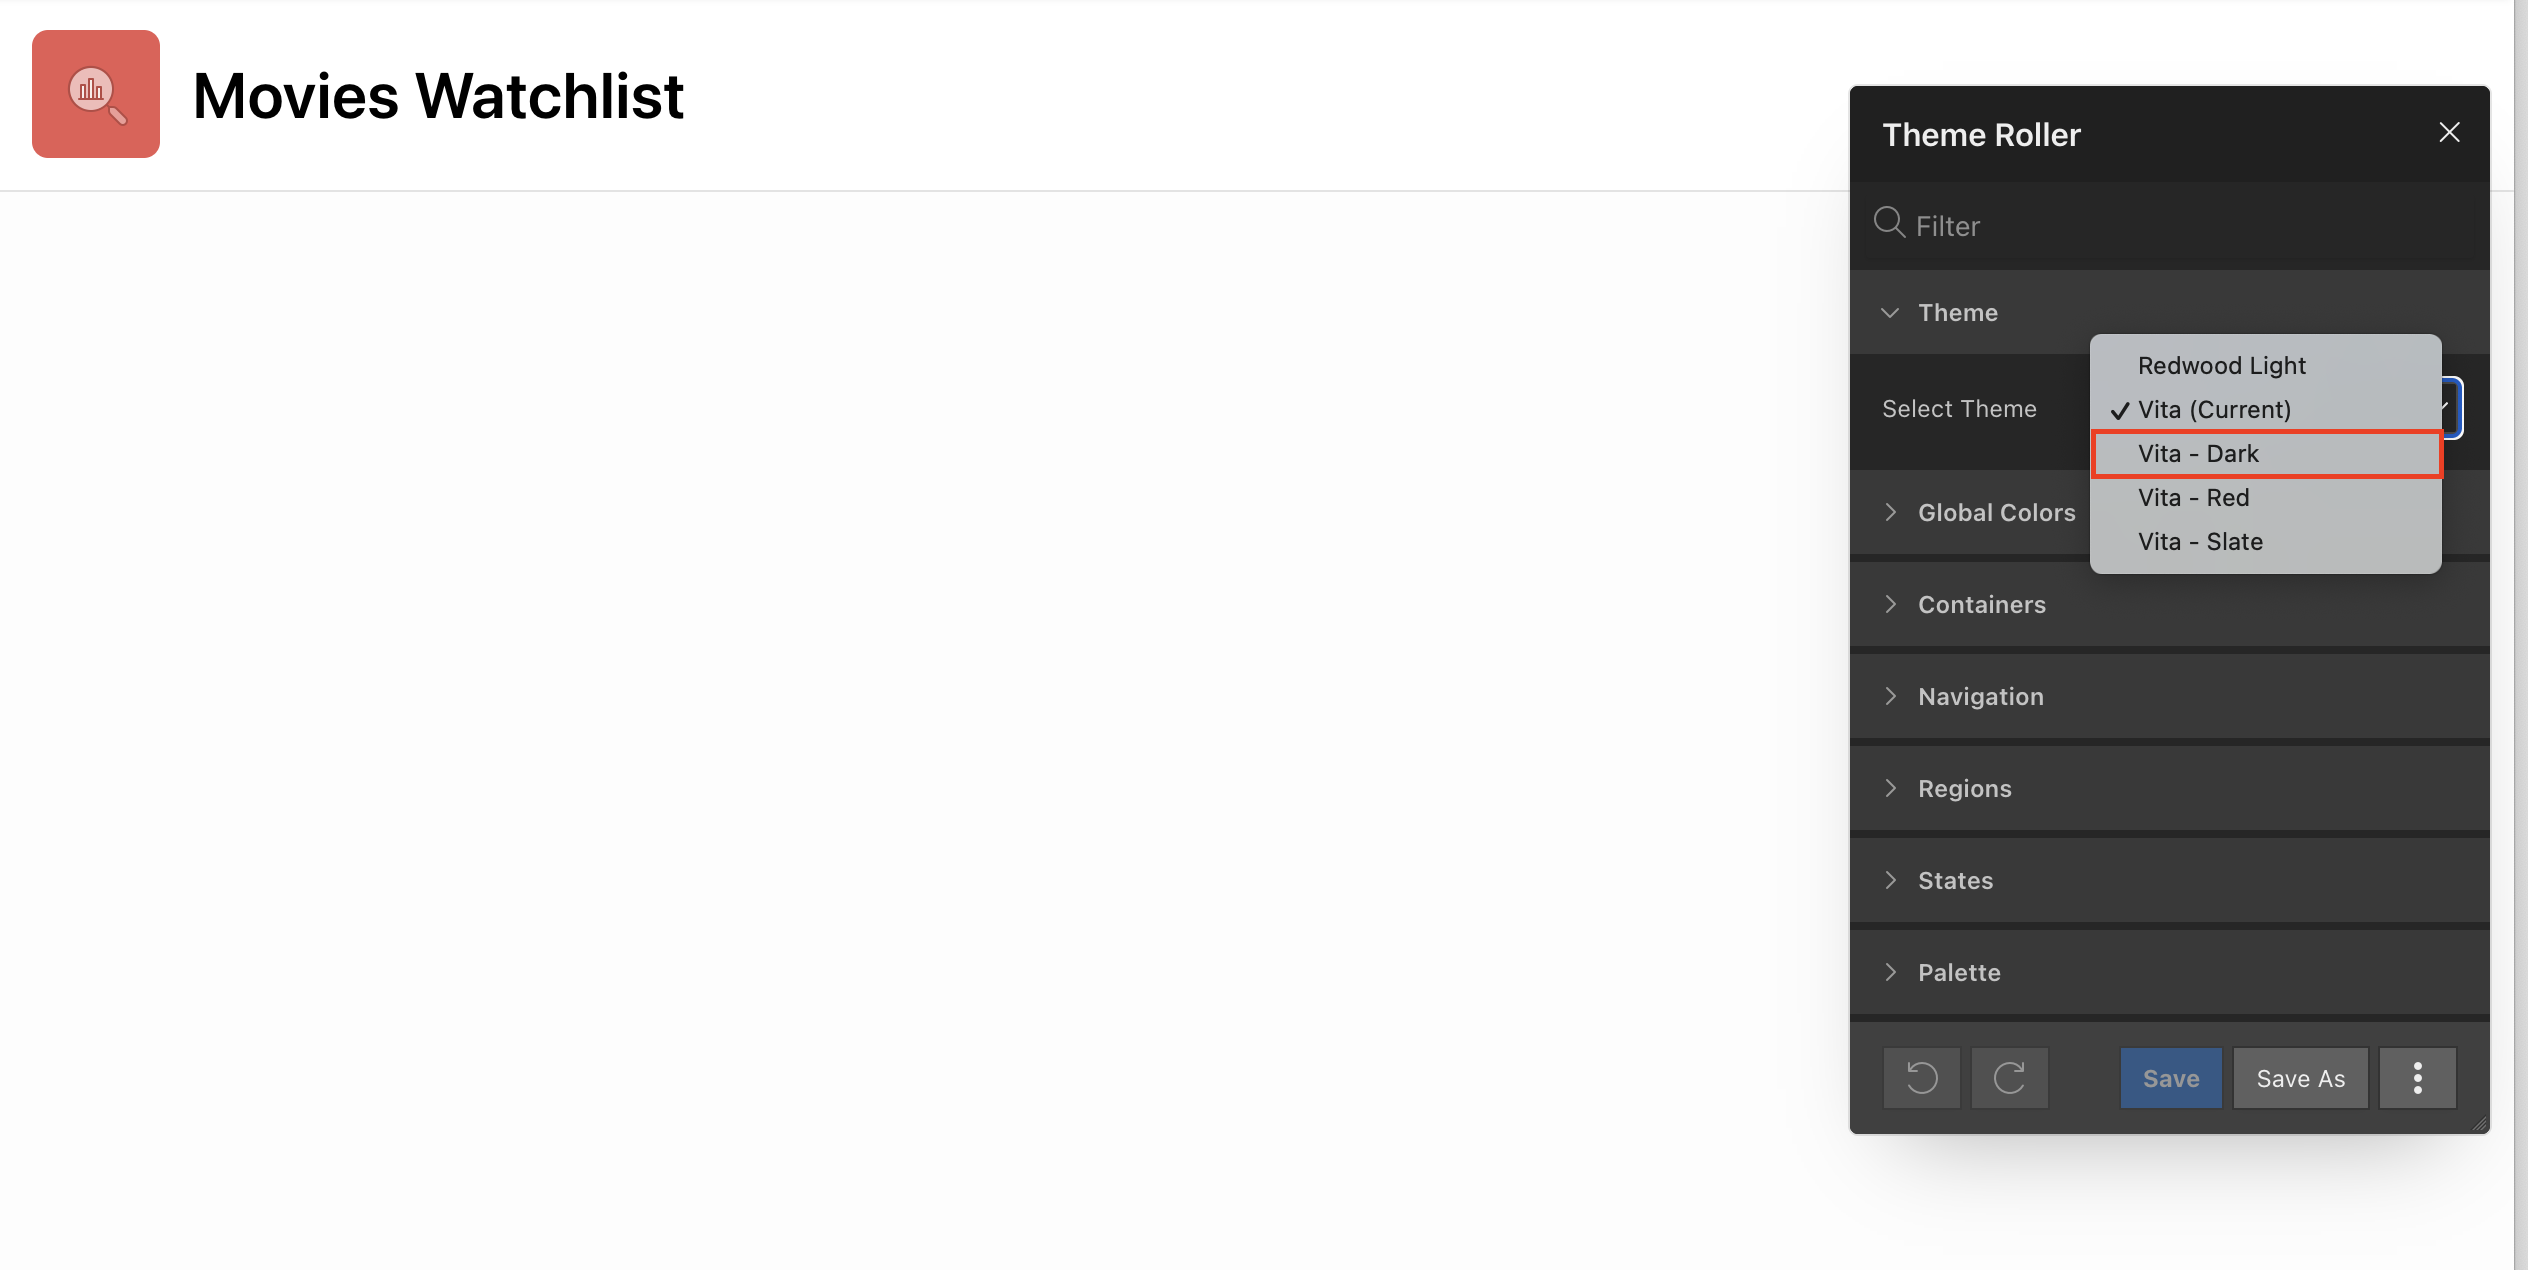 Movies Watchlist
Theme Roller
Filter
Theme
Select Theme
Redwood Light
Vita (Current)
Vita - Dark
Vita - Red
Vita - Slate
Global Colors
Containers
Navigation
Regions
States
Palette
Save
Save As